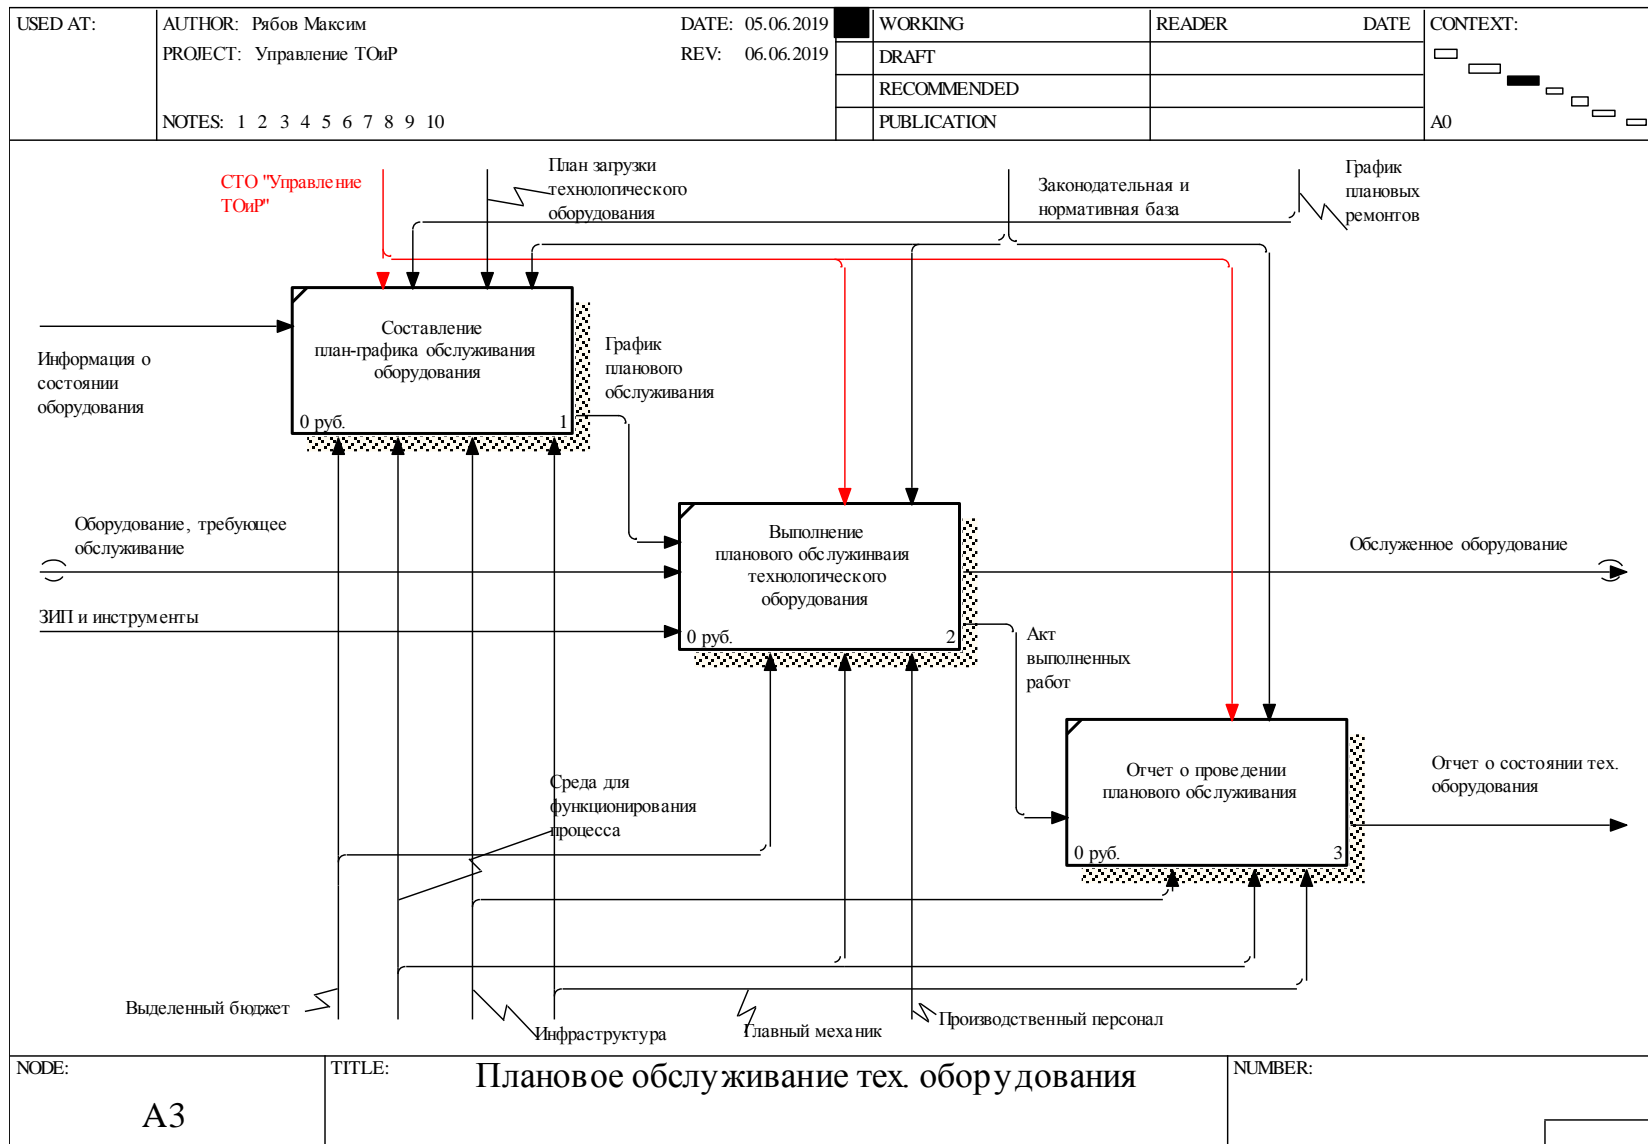 USED AT:
AUTHOR: Рябов Максим
DATE: 05.06.2019
PROJECT: Управление ТОиР
REV: 06.06.2019
NOTES: 1 2 3 4 5 6 7 8 9 10
WORKING
DRAFT
RECOMMENDED
PUBLICATION
READER
DATE
CONTEXT:
A0
СТО "Управление
ТОиР"
План загрузки
технологического
оборудования
Законодательная и
нормативная база
График
плановых
ремонтов
Информация о
состоянии
оборудования
Составление
план-графика обслуживания
оборудования
0 руб.
1
График
планового
обслуживания
Оборудование, требующее
обслуживание
ЗИП и инструменты
Выполнение
планового обслужинваия
технологического
оборудования
0 руб.
2
Обслуженное оборудование
Акт
выполненных
работ
Отчет о проведении
планового обслуживания
0 руб.
3
Отчет о состоянии тех.
оборудования
Среда для
функционирования
процесса
Выделенный бюджет
Инфраструктура
Главный механик
Производственный персонал
NODE:
A3
TITLE:
Плановое обслуживание тех. оборудования
NUMBER: